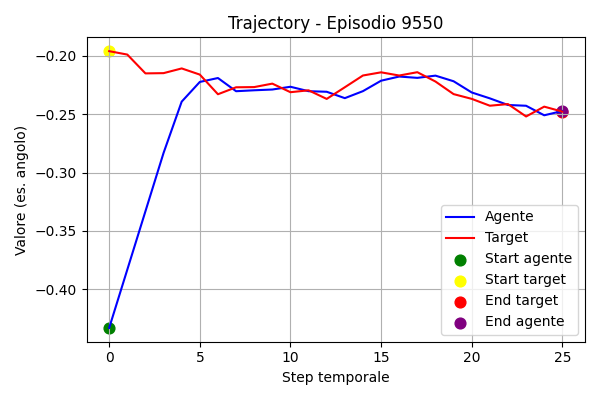 Trajectory - Episodio 9550
Valore (es. angolo)
−0.20
−0.25
−0.30
−0.35
−0.40
0
5
10
15
20
25
Step temporale
Agente
Target
Start agente
Start target
End target
End agente